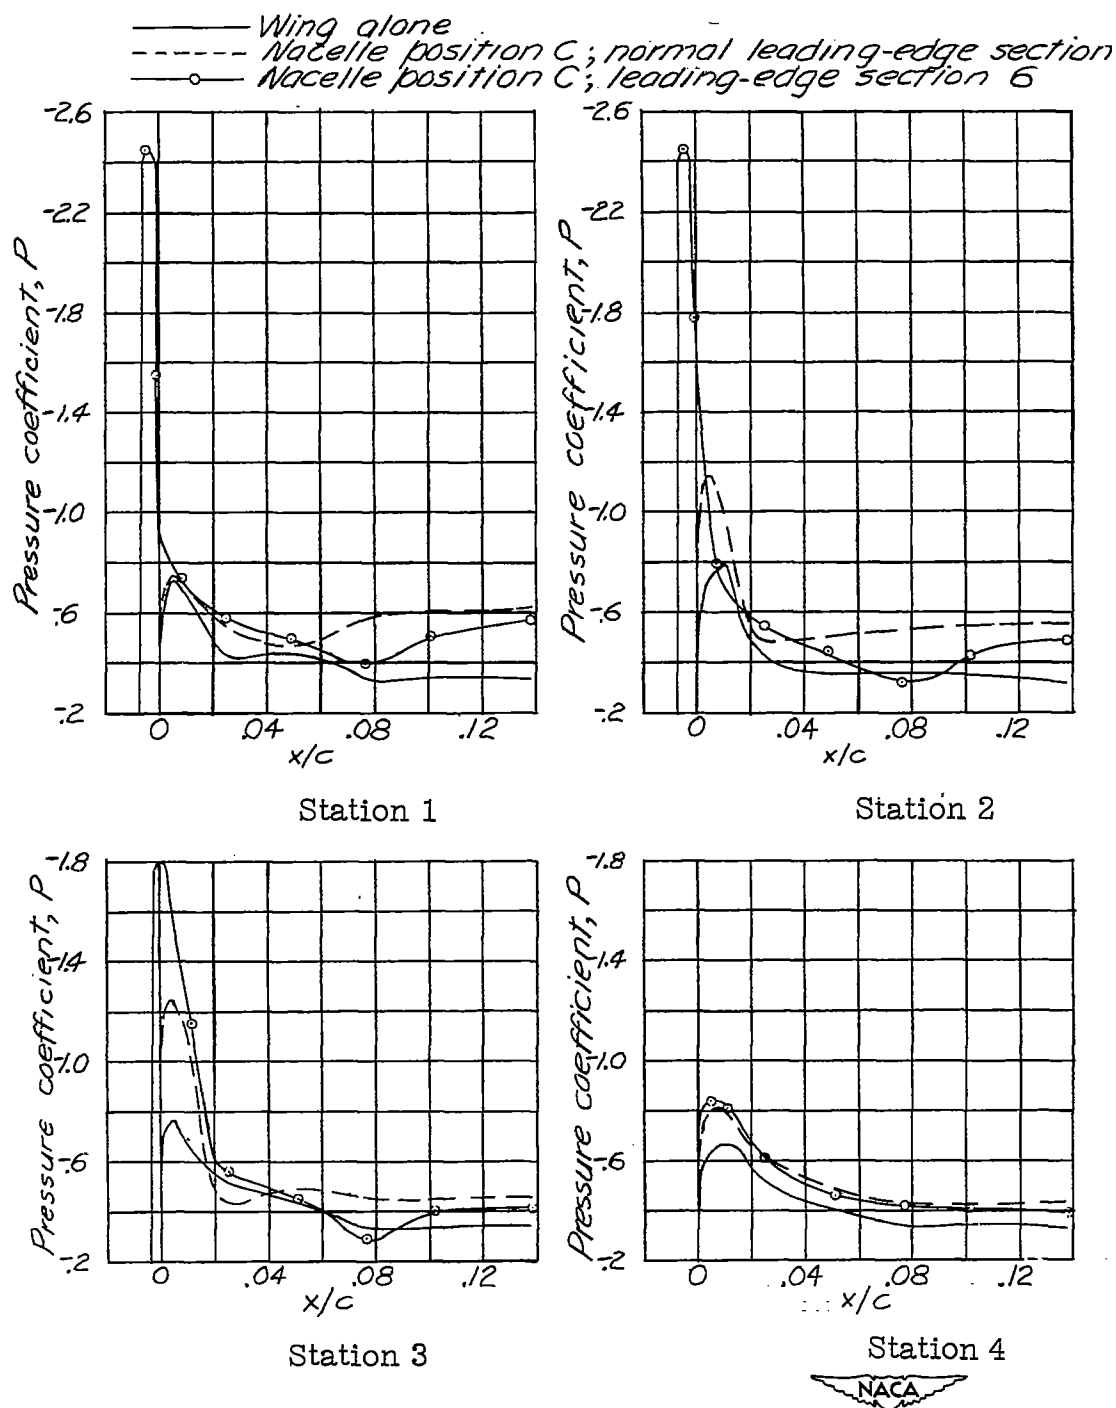 Wing alone
Nacelle position C; normal leading-edge section
Nacelle position C; leading-edge section 6
-2.6
-2.2
-1.8
-1.4
-1.0
-.6
-.2
Pressure coefficient, P
0 .04 .08 .12
x/c
Station 1
-2.6
-2.2
-1.8
-1.4
-1.0
-.6
-.2
Pressure coefficient, P
0 .04 .08 .12
x/c
Station 2
-1.8
-1.4
-1.0
-.6
-.2
Pressure coefficient, P
0 .04 .08 .12
x/c
Station 3
-1.8
-1.4
-1.0
-.6
-.2
Pressure coefficient, P
0 .04 .08 .12
x/c
Station 4
NACA